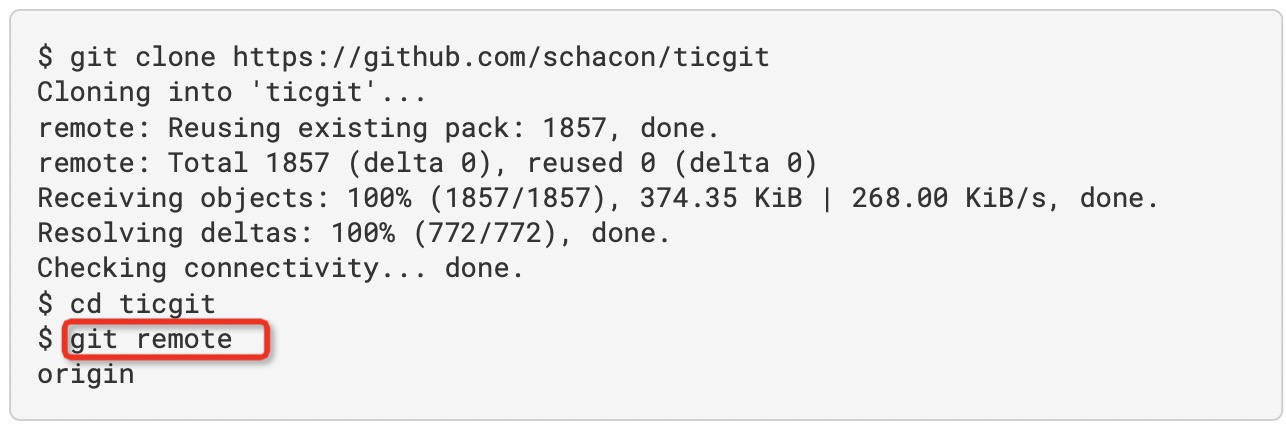 $ git clone https://github.com/schacon/ticgit
Cloning into 'ticgit'...
remote: Reusing existing pack: 1857, done.
remote: Total 1857 (delta 0), reused 0 (delta 0)
Receiving objects: 100% (1857/1857), 374.35 KiB | 268.00 KiB/s, done.
Resolving deltas: 100% (772/772), done.
Checking connectivity... done.
$ cd ticgit
$ git remote
origin